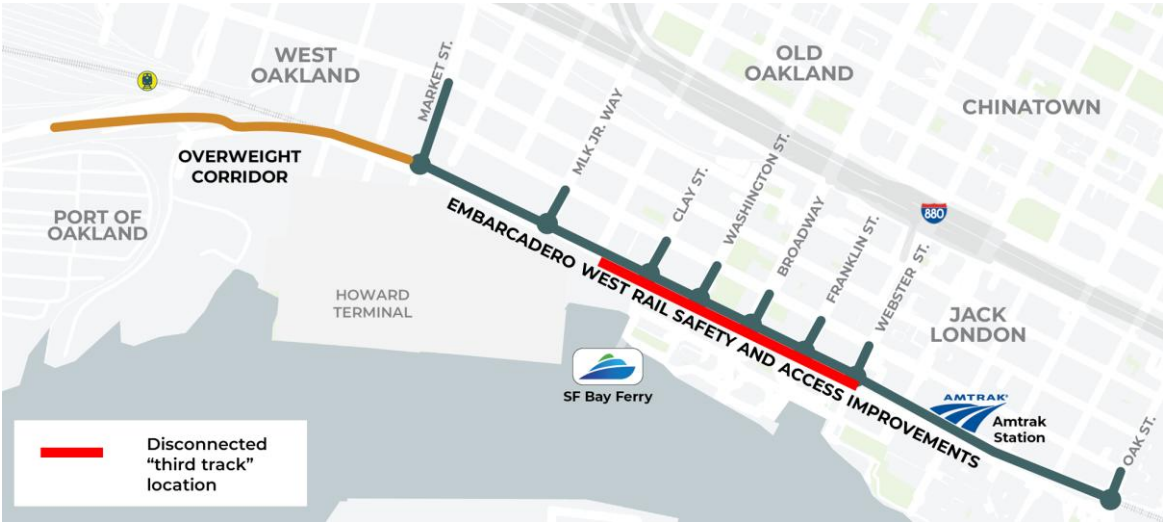 WEST
OAKLAND
MARKET ST.
OLD
OAKLAND
CHINATOWN
OVERWEIGHT
CORRIDOR
MLK JR. WAY
CLAY ST.
WASHINGTON ST.
BROADWAY
FRANKLIN ST.
WEBSTER ST.
880
PORT OF
OAKLAND
EMBARCADERO WEST RAIL SAFETY AND ACCESS IMPROVEMENTS
HOWARD
TERMINAL
JACK
LONDON
SF Bay Ferry
AMTRAK®
Amtrak
Station
OAK ST.
Disconnected
“third track”
location